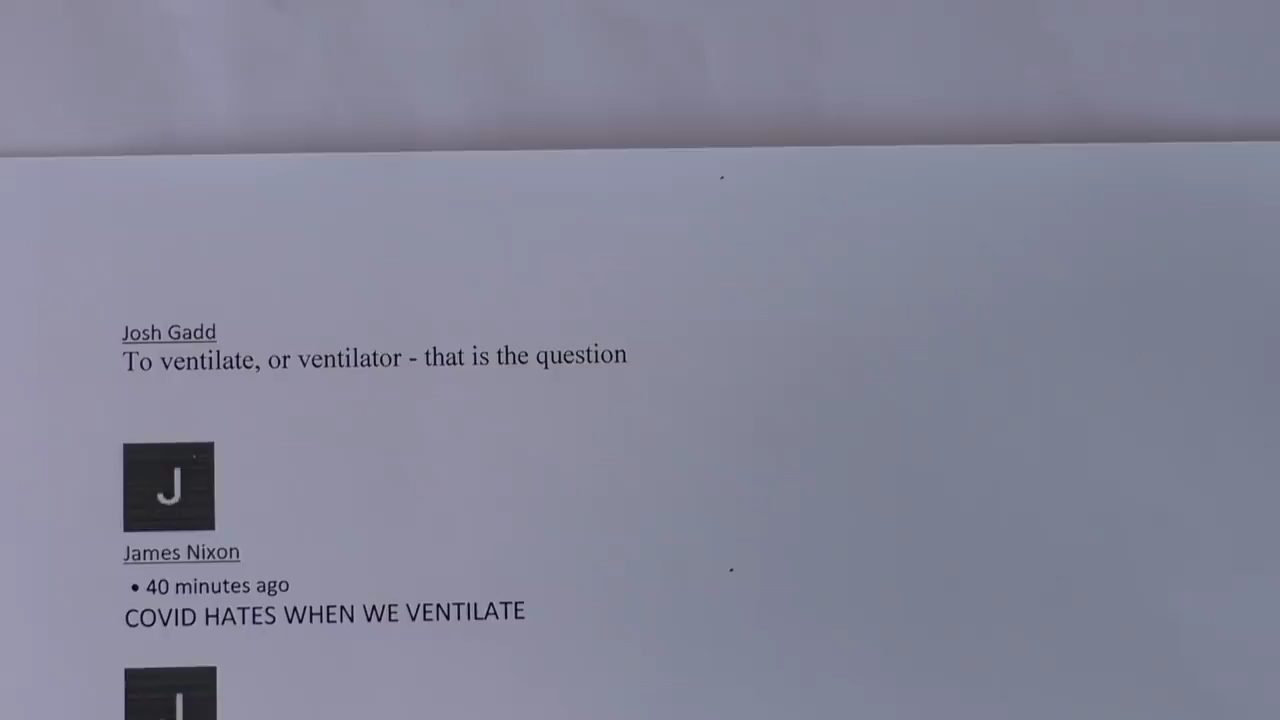 Josh Gadd
To ventilate, or ventilator - that is the question
J
James Nixon
• 40 minutes ago
COVID HATES WHEN WE VENTILATE
J